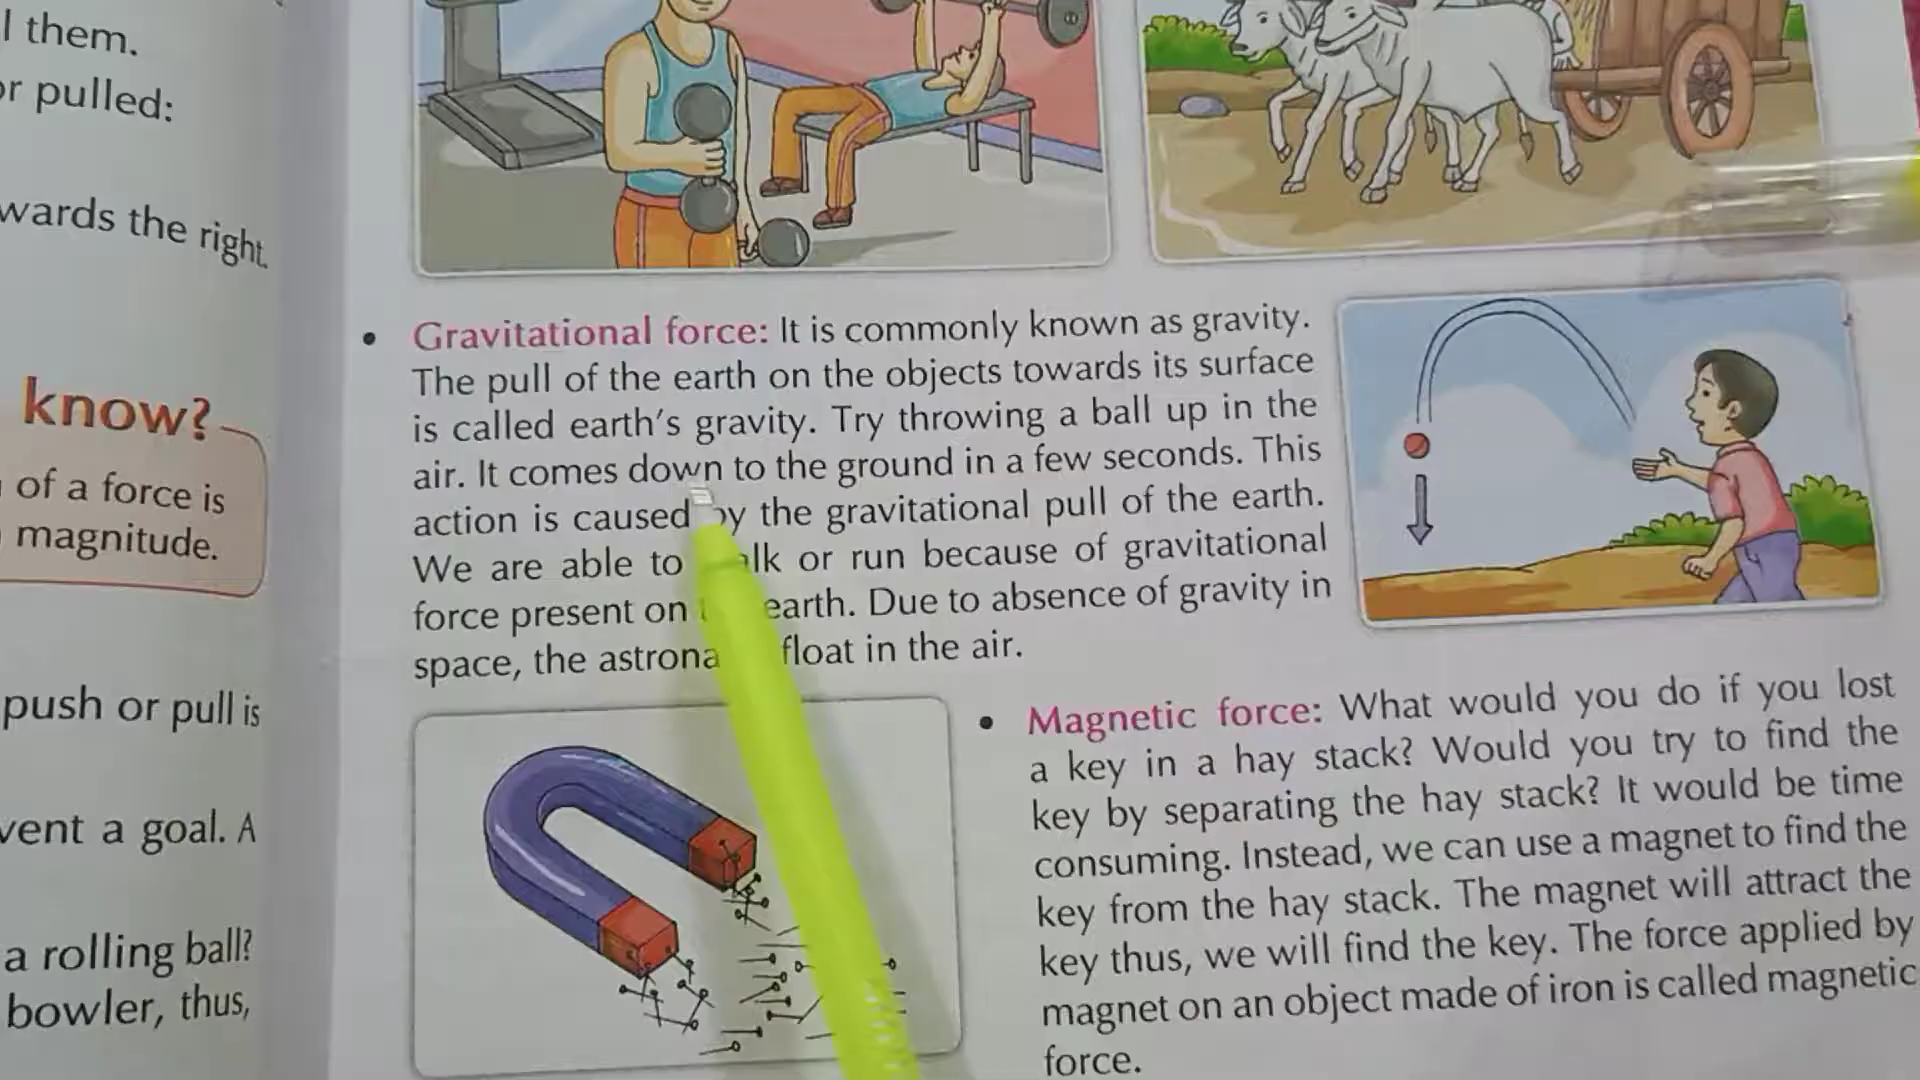 l them.
or pulled:
wards the right.
know?
of a force is
magnitude.
push or pull is
vent a goal. A
a rolling ball?
bowler, thus,
• Gravitational force: It is commonly known as gravity.
The pull of the earth on the objects towards its surface
is called earth's gravity. Try throwing a ball up in the
air. It comes down to the ground in a few seconds. This
action is caused by the gravitational pull of the earth.
We are able to walk or run because of gravitational
force present on earth. Due to absence of gravity in
space, the astrona float in the air.
• Magnetic force: What would you do if you lost
a key in a hay stack? Would you try to find the
key by separating the hay stack? It would be time
consuming. Instead, we can use a magnet to find the
key from the hay stack. The magnet will attract the
key thus, we will find the key. The force applied by
magnet on an object made of iron is called magnetic
force.